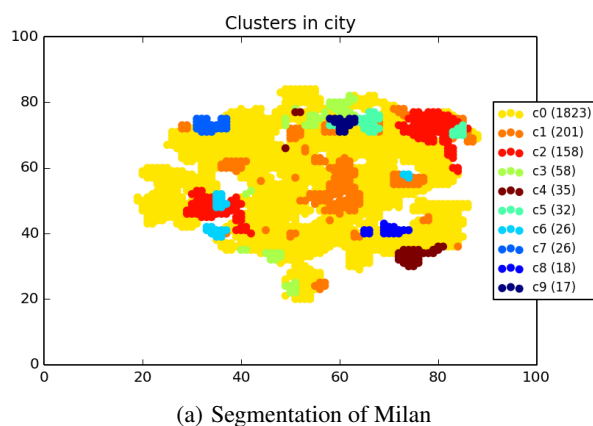 Clusters in city
100
80
60
40
20
0
0 20 40 60 80 100
c0 (1823)
c1 (201)
c2 (158)
c3 (58)
c4 (35)
c5 (32)
c6 (26)
c7 (26)
c8 (18)
c9 (17)
(a) Segmentation of Milan